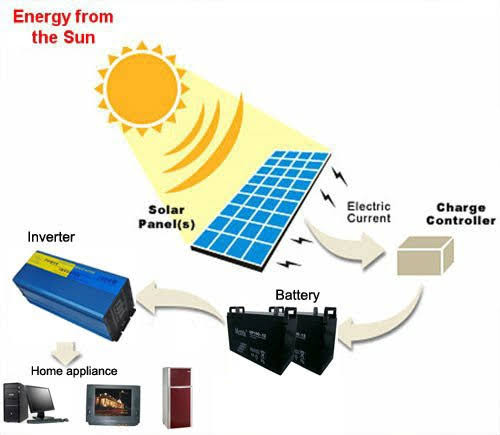 Energy from
the Sun
Solar
Panel(s)
Electric
Current
Charge
Controller
Inverter
Battery
Home appliance